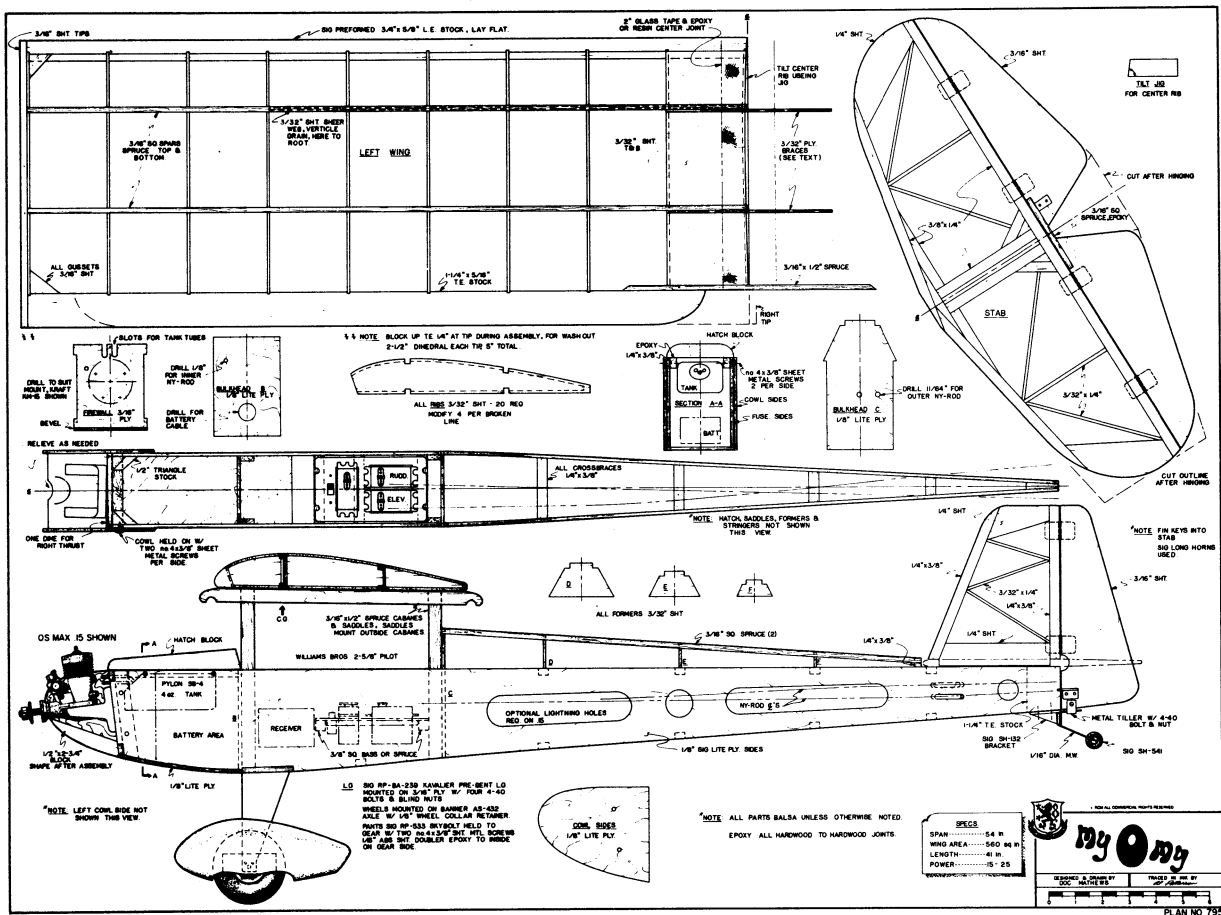 3/16" SHT TIPS
SIG PREFORMED 3/4" x 5/8" L.E. STOCK, LAY FLAT.
2" GLASS TAPE & EPOXY
OR RESIN CENTER JOINT
TILT CENTER
RIB USEING
JIG
1/4" SHT
3/16" SHT.
TILT JIG
FOR CENTER RIB
3/32" SHT SHEER
WEB, VERTICLE
GRAIN, HERE TO
ROOT.
3/16" SQ SPARS
SPRUCE TOP &
BOTTOM
LEFT WING
3/32" SHT.
T & B
3/32" PLY.
BRACES
(SEE TEXT)
CUT AFTER HINGING
3/16" SQ
SPRUCE, EPOXY
3/8" x 1/4"
ALL GUSSETS
3/16" SHT
1-1/4" x 5/16"
T.E. STOCK
3/16" x 1/2" SPRUCE
RIGHT
TIP
STAB.
3/32" x 1/4"
CUT OUTLINE
AFTER HINGING
NOTE BLOCK UP TE 1/4" AT TIP DURING ASSEMBLY, FOR WASH OUT
2-1/2" DIHEDRAL EACH TIP, 5" TOTAL.
SLOTS FOR TANK TUBES
DRILL TO SUIT
MOUNT, KRAFT
KM-15 SHOWN
FIREWALL 3/16"
PLY
BEVEL
DRILL 1/8"
FOR INNER
NY-ROD
BULKHEAD B
1/8" LITE PLY
DRILL FOR
BATTERY
CABLE
ALL RIBS 3/32" SHT - 20 REQ
MODIFY 4 PER BROKEN
LINE
HATCH BLOCK
EPOXY
1/4" x 3/8"
TANK
SECTION A-A
BATT
no 4 x 3/8" SHEET
METAL SCREWS
2 PER SIDE
COWL SIDES
FUSE SIDES
DRILL 11/64" FOR
OUTER NY-ROD
BULKHEAD C
1/8" LITE PLY
RELIEVE AS NEEDED
1/2" TRIANGLE
STOCK
RUDD
ELEV.
ALL CROSSBRACES
1/4" x 3/8"
ONE DIME FOR
RIGHT THRUST
COWL HELD ON W/
TWO no. 4 x 3/8" SHEET
METAL SCREWS
PER SIDE.
*NOTE: HATCH, SADDLES, FORMERS &
STRINGERS NOT SHOWN
THIS VIEW.
1/4" SHT
*NOTE FIN KEYS INTO
STAB
SIG LONG HORNS
USED
C.G.
3/16" x 1/2" SPRUCE CABANES
& SADDLES, SADDLES
MOUNT OUTSIDE CABANES
D
E
F
ALL FORMERS 3/32" SHT
1/4" x 3/8"
3/32" x 1/4"
1/4" x 3/8"
3/16" SHT.
1/4" SHT.
OS MAX .15 SHOWN
HATCH BLOCK
A
WILLIAMS BROS 2-5/8" PILOT
3/16" SQ SPRUCE (2)
1/4" x 3/8"
D
E
F
PYLON SB-4
4 oz TANK
BATTERY AREA
B
RECEIVER
3/8" SQ BASS OR SPRUCE
C
OPTIONAL LIGHTNING HOLES
REQ. ON .15
NY-ROD
1/8" SIG LITE PLY. SIDES
1-1/4" T.E. STOCK
SIG SH-132
BRACKET
1/16" DIA. M.W.
METAL TILLER W/ 4-40
BOLT & NUT
SIG SH-541
1/2" x 2-3/4"
BLOCK
SHAPE AFTER ASSEMBLY
A
1/8" LITE PLY
*NOTE: LEFT COWL SIDE NOT
SHOWN THIS VIEW.
LG SIG RP-BA-239 KAVALIER PRE-BENT LG
MOUNTED ON 3/16" PLY W/ FOUR 4-40
BOLTS & BLIND NUTS
WHEELS MOUNTED ON BANNER AS-432
AXLE W/ 1/8" WHEEL COLLAR RETAINER.
PANTS SIG RP-533 SKYBOLT HELD TO
GEAR W/ TWO no. 4 x 3/8" SHT. MTL SCREWS
1/16" ABS SHT. DOUBLER EPOXY TO INSIDE
ON GEAR SIDE
COWL SIDES
1/8" LITE PLY.
*NOTE: ALL PARTS BALSA UNLESS OTHERWISE NOTED.
EPOXY ALL HARDWOOD TO HARDWOOD JOINTS.
SPECS
SPAN 54 in
WING AREA 560 sq in
LENGTH 41 in.
POWER .15 - .25
RCM ALL COMMERCIAL RIGHTS RESERVED
My O My
DESIGNED & DRAWN BY
DOC MATHEWS
TRACED IN INK BY
0 1 2 3 4 5 6
PLAN NO. 795